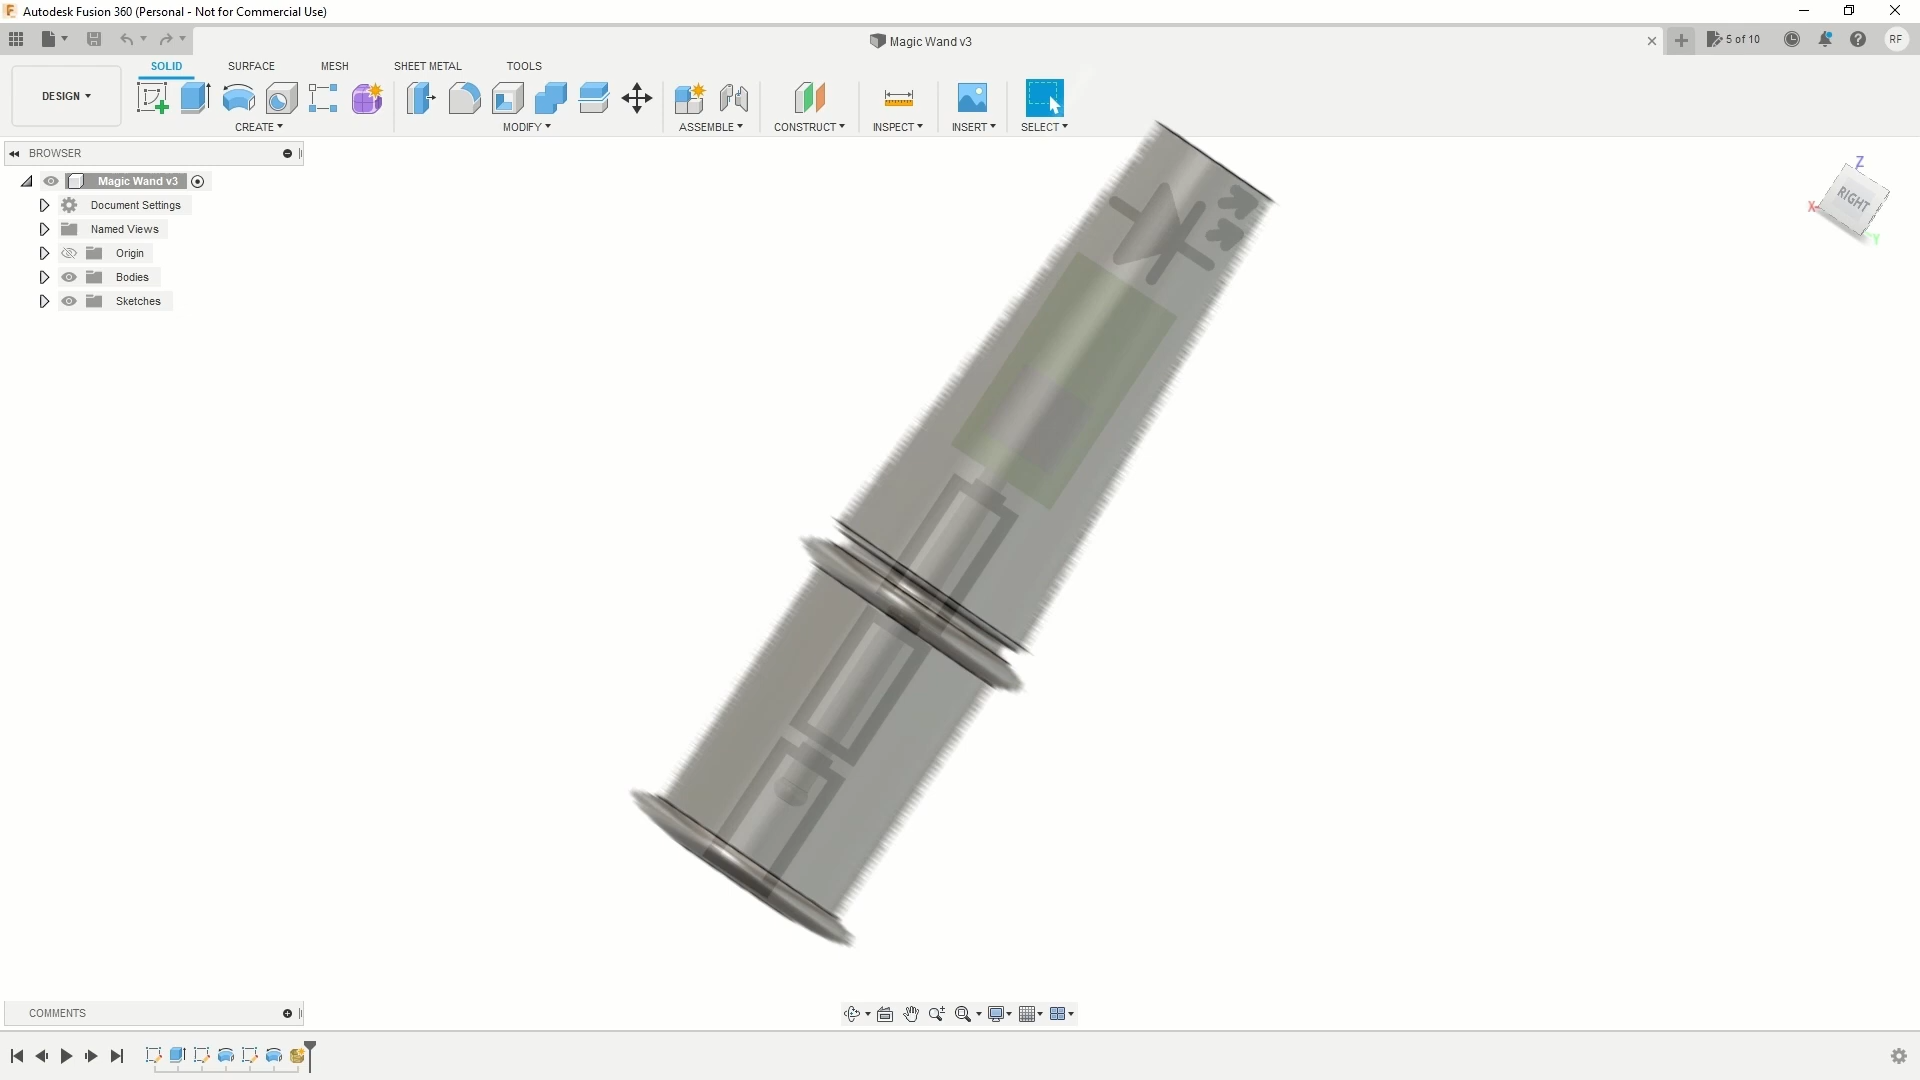 Autodesk Fusion 360 (Personal - Not for Commercial Use)
Magic Wand v3
5 of 10
RF
DESIGN
SOLID
SURFACE
MESH
SHEET METAL
TOOLS
CREATE
MODIFY
ASSEMBLE
CONSTRUCT
INSPECT
INSERT
SELECT
BROWSER
Magic Wand v3
Document Settings
Named Views
Origin
Bodies
Sketches
Z
RIGHT
X
Y
COMMENTS